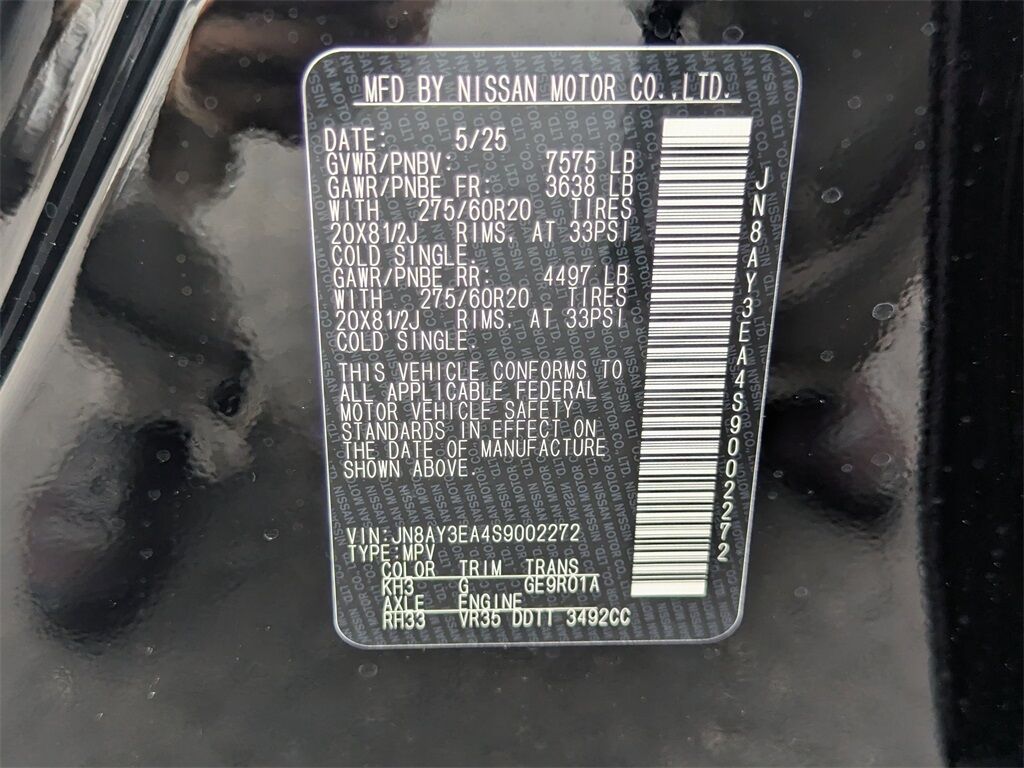 MFD BY NISSAN MOTOR CO.,LTD.
DATE: 5/25
GVWR/PNBV: 7575 LB
GAWR/PNBE FR: 3638 LB
WITH 275/60R20 TIRES
20X81/2J RIMS, AT 33PSI
COLD SINGLE.
GAWR/PNBE RR: 4497 LB
WITH 275/60R20 TIRES
20X81/2J RIMS, AT 33PSI
COLD SINGLE.
THIS VEHICLE CONFORMS TO
ALL APPLICABLE FEDERAL
MOTOR VEHICLE SAFETY
STANDARDS IN EFFECT ON
THE DATE OF MANUFACTURE
SHOWN ABOVE.
VIN:JN8AY3EA4S9002272
TYPE:MPV
COLOR TRIM TRANS
KH3 G GE9R01A
AXLE ENGINE
RH33 VR35 DDTT 3492CC
JN8AY3EA4S9002272